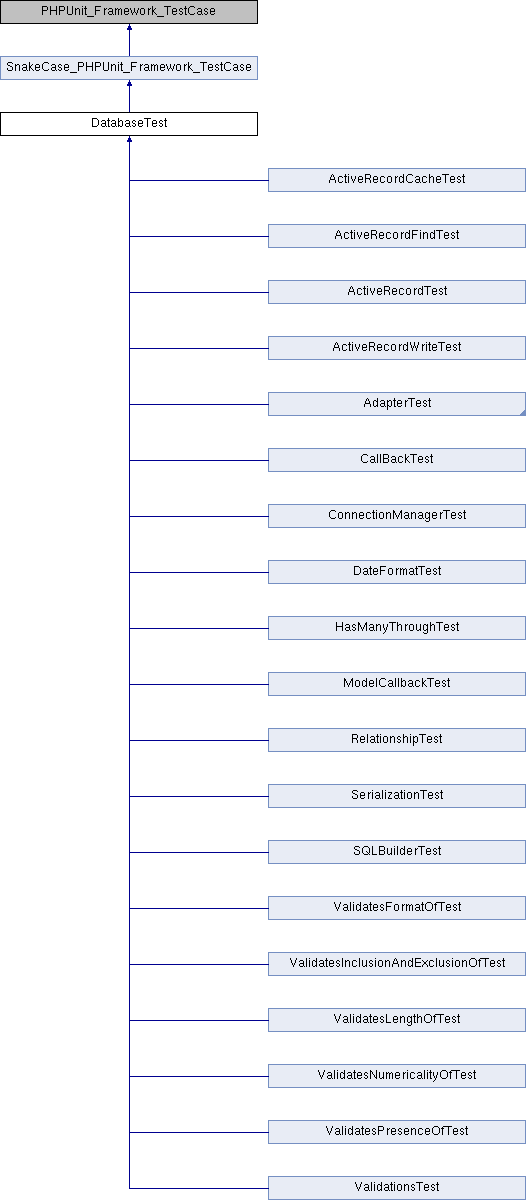 PHPUnit_Framework_TestCase
SnakeCase_PHPUnit_Framework_TestCase
DatabaseTest
ActiveRecordCacheTest
ActiveRecordFindTest
ActiveRecordTest
ActiveRecordWriteTest
AdapterTest
CallBackTest
ConnectionManagerTest
DateFormatTest
HasManyThroughTest
ModelCallbackTest
RelationshipTest
SerializationTest
SQLBuilderTest
ValidatesFormatOfTest
ValidatesInclusionAndExclusionOfTest
ValidatesLengthOfTest
ValidatesNumericalityOfTest
ValidatesPresenceOfTest
ValidationsTest